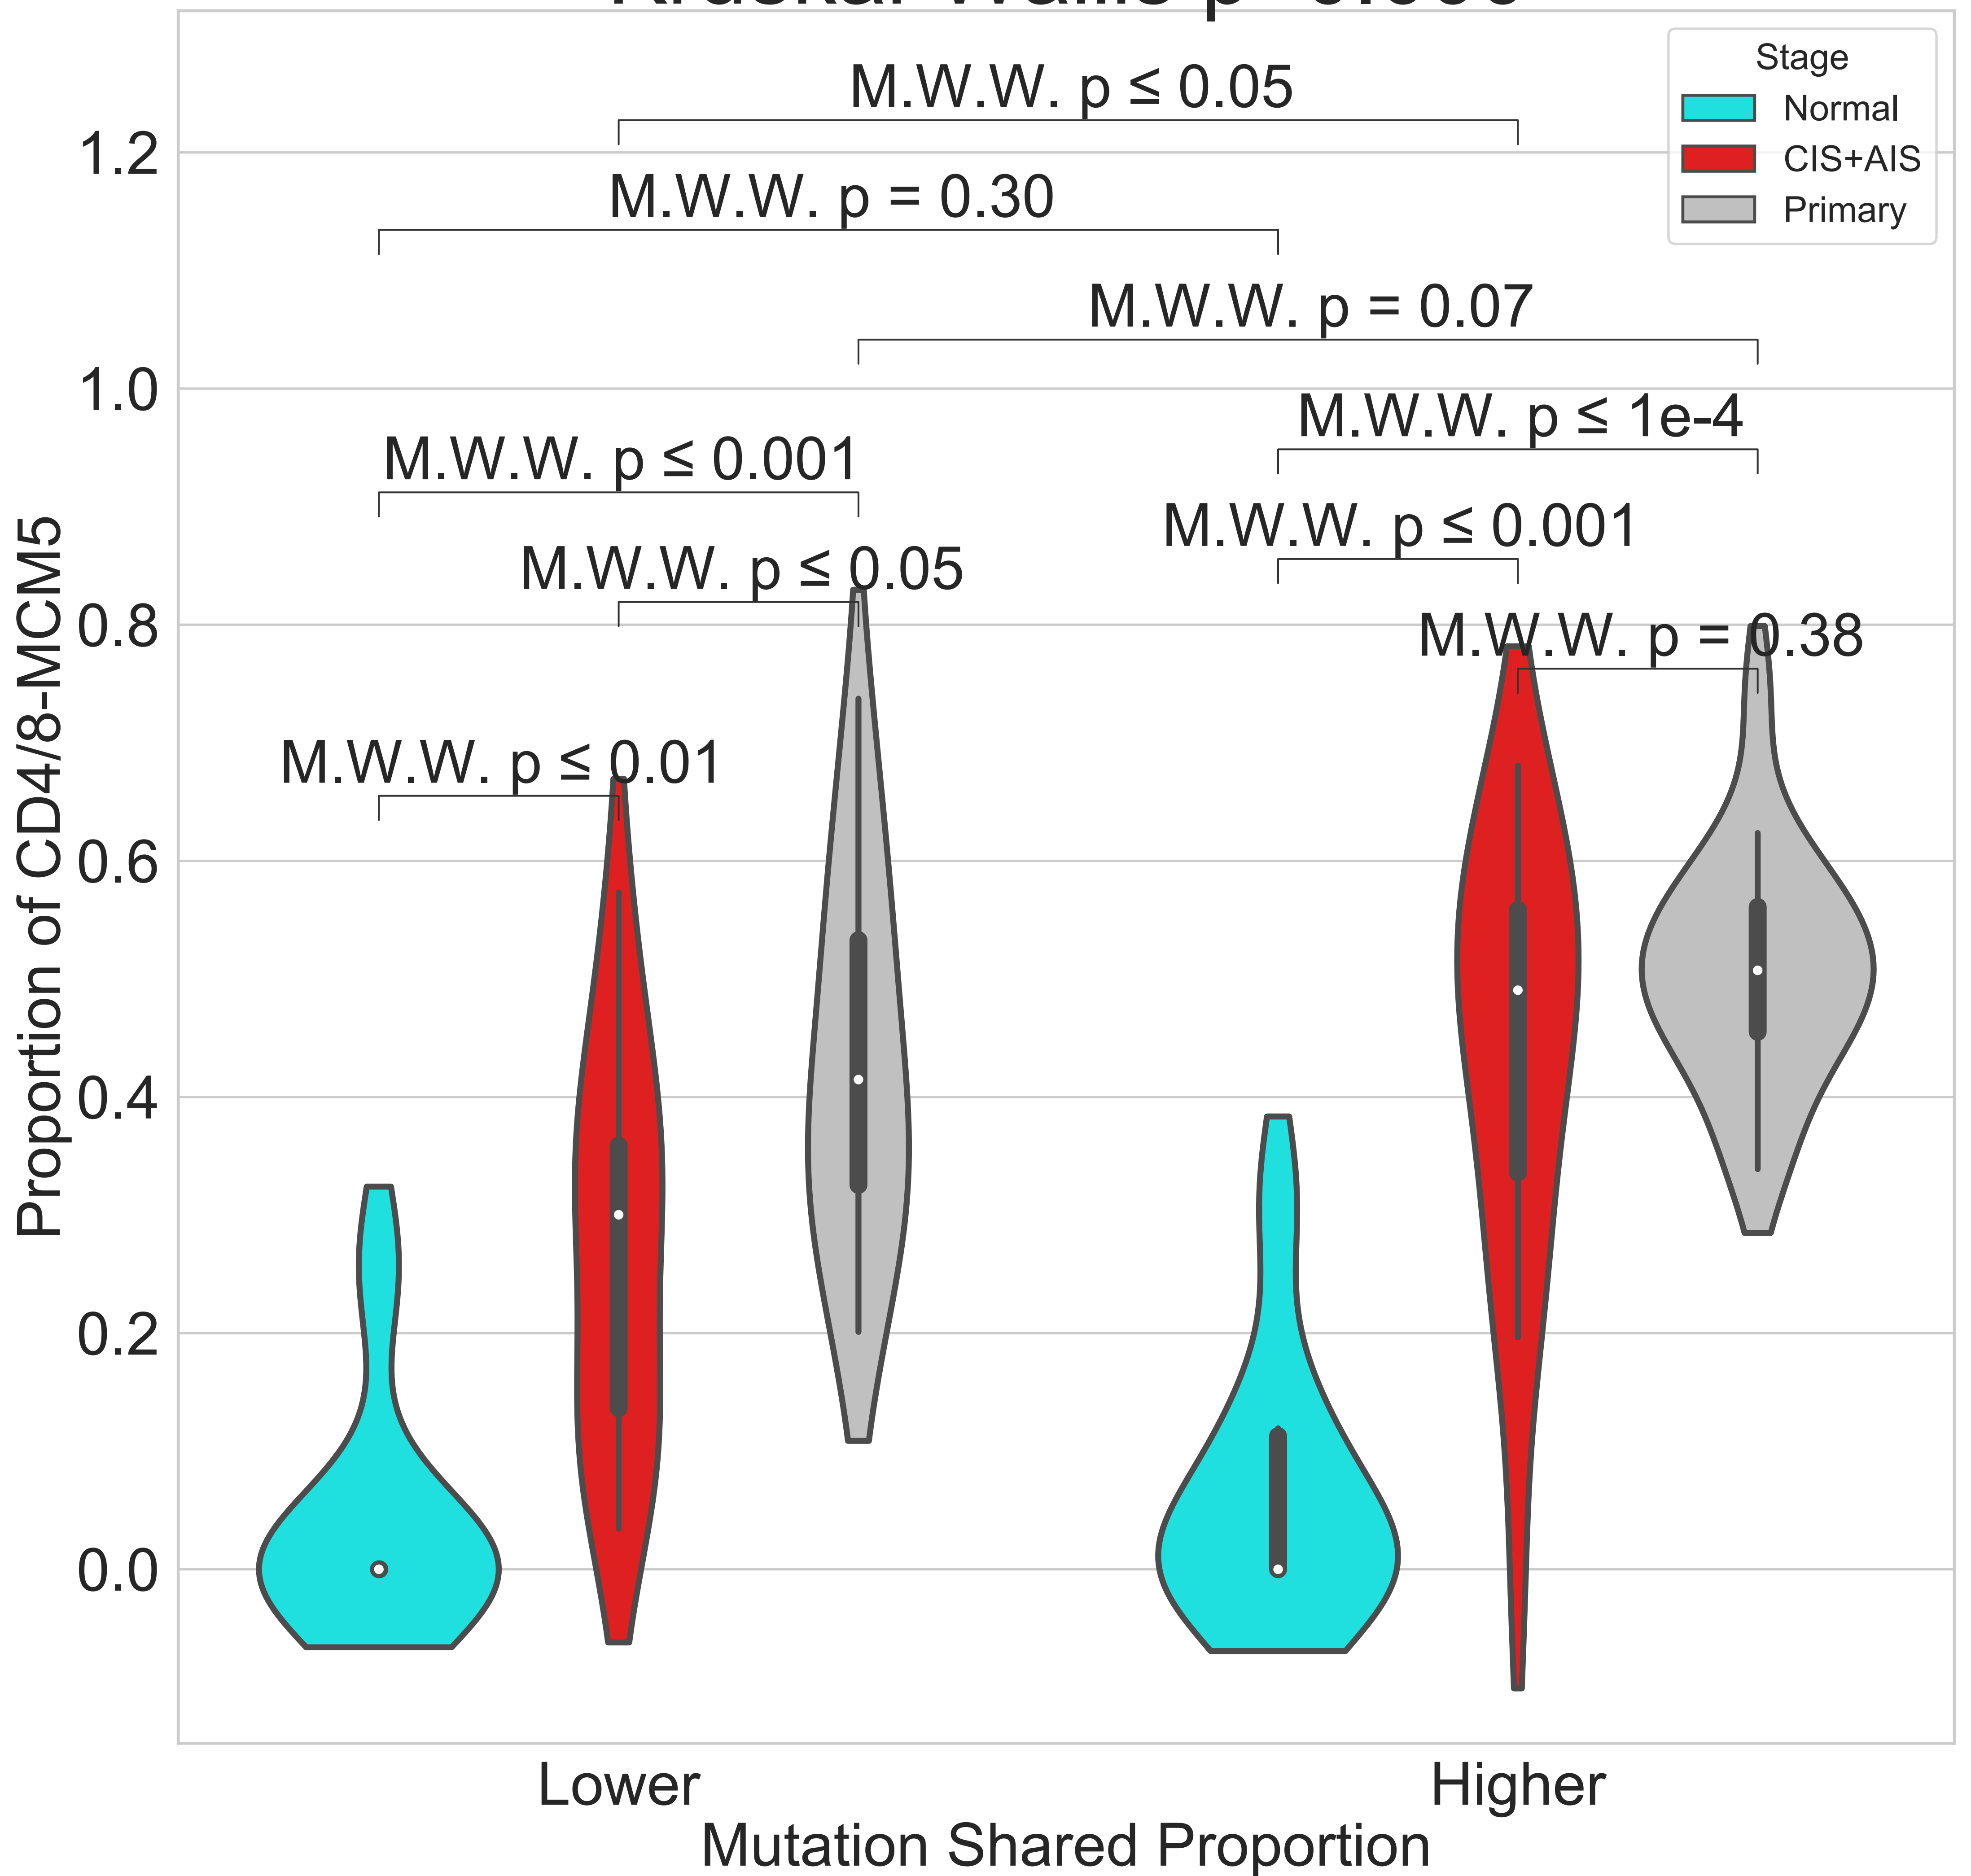 Stage
Normal
CIS+AIS
Primary
M.W.W. p ≤ 0.05
M.W.W. p = 0.30
M.W.W. p = 0.07
M.W.W. p ≤ 1e-4
M.W.W. p ≤ 0.001
M.W.W. p ≤ 0.001
M.W.W. p ≤ 0.05
M.W.W. p = 0.38
M.W.W. p ≤ 0.01
Proportion of CD4/8-MCM5
1.2
1.0
0.8
0.6
0.4
0.2
0.0
Lower
Higher
Mutation Shared Proportion